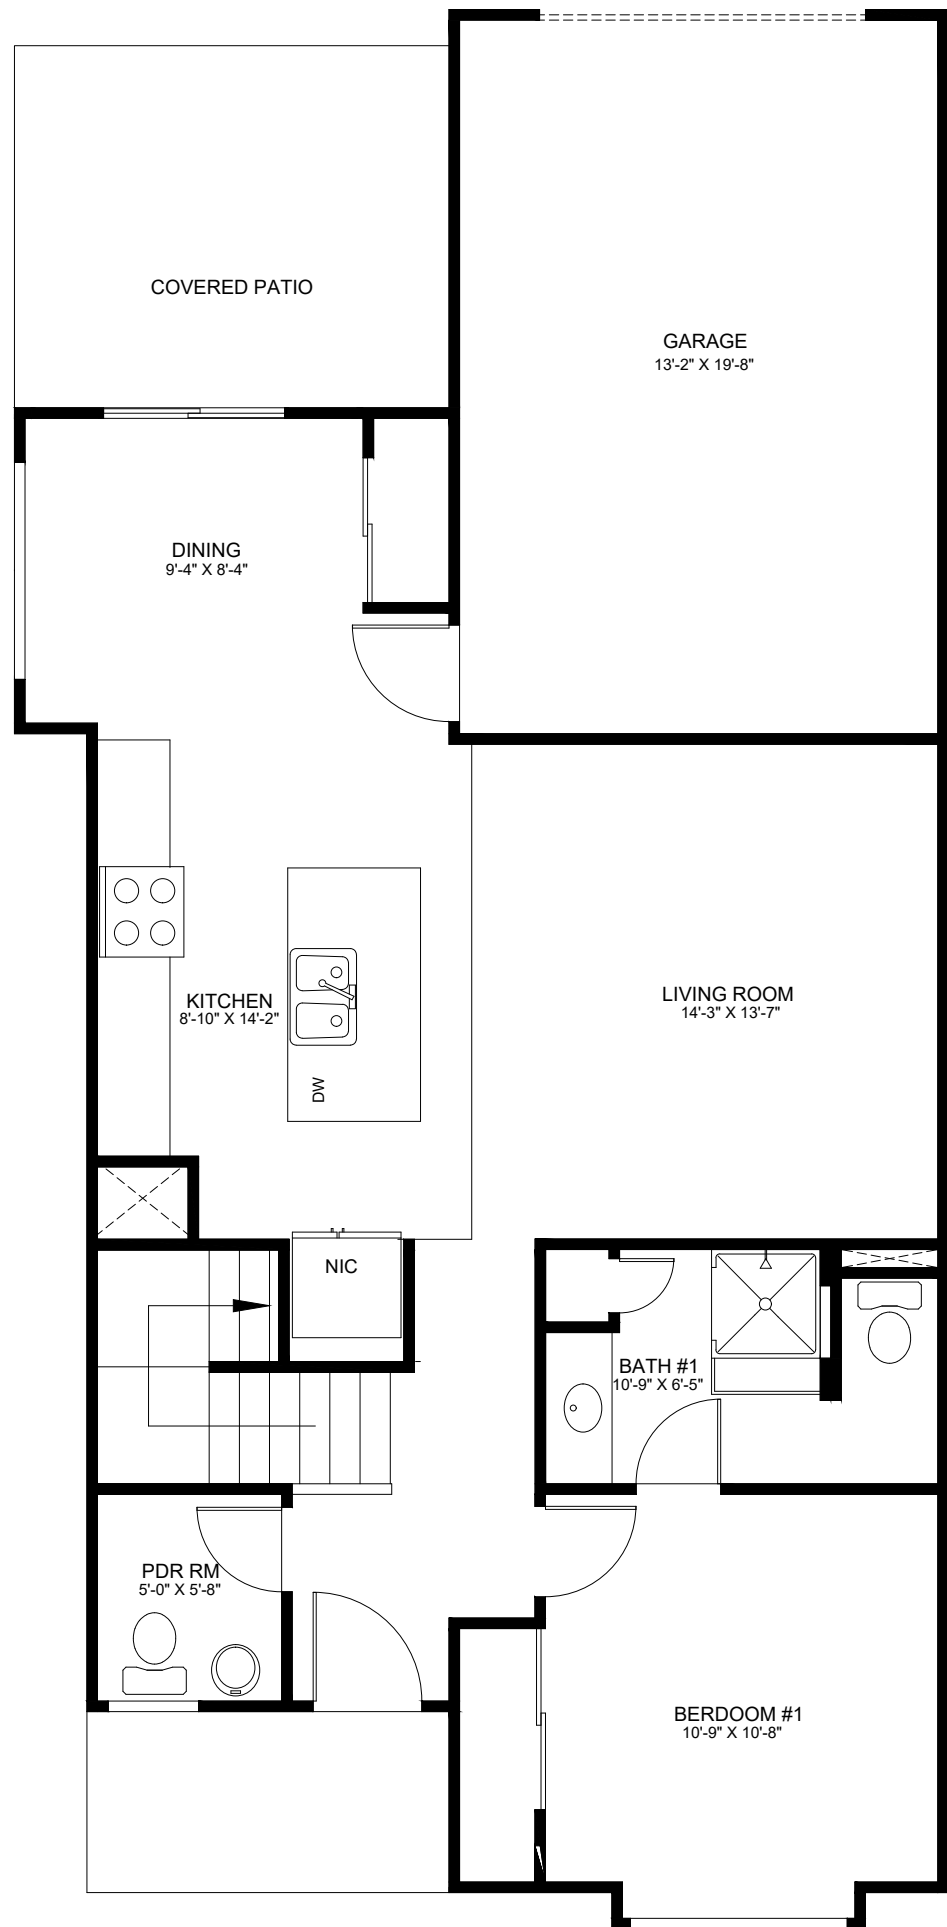 COVERED PATIO
GARAGE
13'-2" X 19'-8"
DINING
9'-4" X 8'-4"
KITCHEN
8'-10" X 14'-2"
LIVING ROOM
14'-3" X 13'-7"
DW
NIC
BATH #1
10'-9" X 6'-5"
PDR RM
5'-0" X 5'-8"
BERDOOM #1
10'-9" X 10'-8"